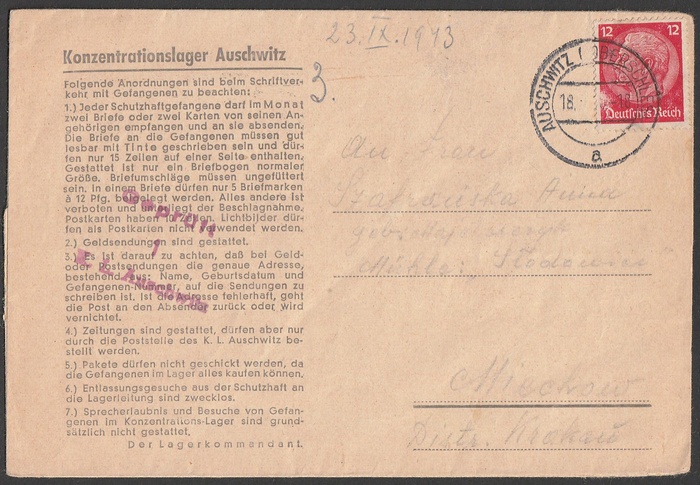 23.IX.1943
3.
Konzentrationslager Auschwitz
Folgende Anordnungen sind beim Schriftver-
kehr mit Gefangenen zu beachten:
1.) Jeder Schutzhaftgefangene darf im Monat
zwei Briefe oder zwei Karten von seinen An-
gehörigen empfangen und an sie absenden.
Die Briefe an die Gefangenen müssen gut
lesbar mit Tinte geschrieben sein und dür-
fen nur 15 Zeilen auf einer Seite enthalten.
Gestattet ist nur ein Briefbogen normaler
Größe. Briefumschläge müssen ungefüttert
sein. In einem Briefe dürfen nur 5 Briefmarken
à 12 Pfg. beigelegt werden. Alles andere ist
verboten und unterliegt der Beschlagnahme.
Postkarten haben 10 Zeilen. Lichtbilder dür-
fen als Postkarten nicht verwendet werden.
2.) Geldsendungen sind gestattet.
3.) Es ist darauf zu achten, daß bei Geld-
oder Postsendungen die genaue Adresse,
bestehend aus: Name, Geburtsdatum und
Gefangenen-Nummer, auf die Sendungen zu
schreiben ist. Ist die Adresse fehlerhaft, geht
die Post an den Absender zurück oder wird
vernichtet.
4.) Zeitungen sind gestattet, dürfen aber nur
durch die Poststelle des K. L. Auschwitz be-
stellt werden.
5.) Pakete dürfen nicht geschickt werden, da
die Gefangenen im Lager alles kaufen können.
6.) Entlassungsgesuche aus der Schutzhaft an
die Lagerleitung sind zwecklos.
7.) Sprecherlaubnis und Besuche von Gefan-
genen im Konzentrations-Lager sind grund-
sätzlich nicht gestattet.
Der Lagerkommandant.
Geprüft
1
K. L. Auschwitz
12 12
Deutsches Reich
AUSCHWITZ (OBERSCHLES)
18.
a
An
Miechów
Distr. Krakau